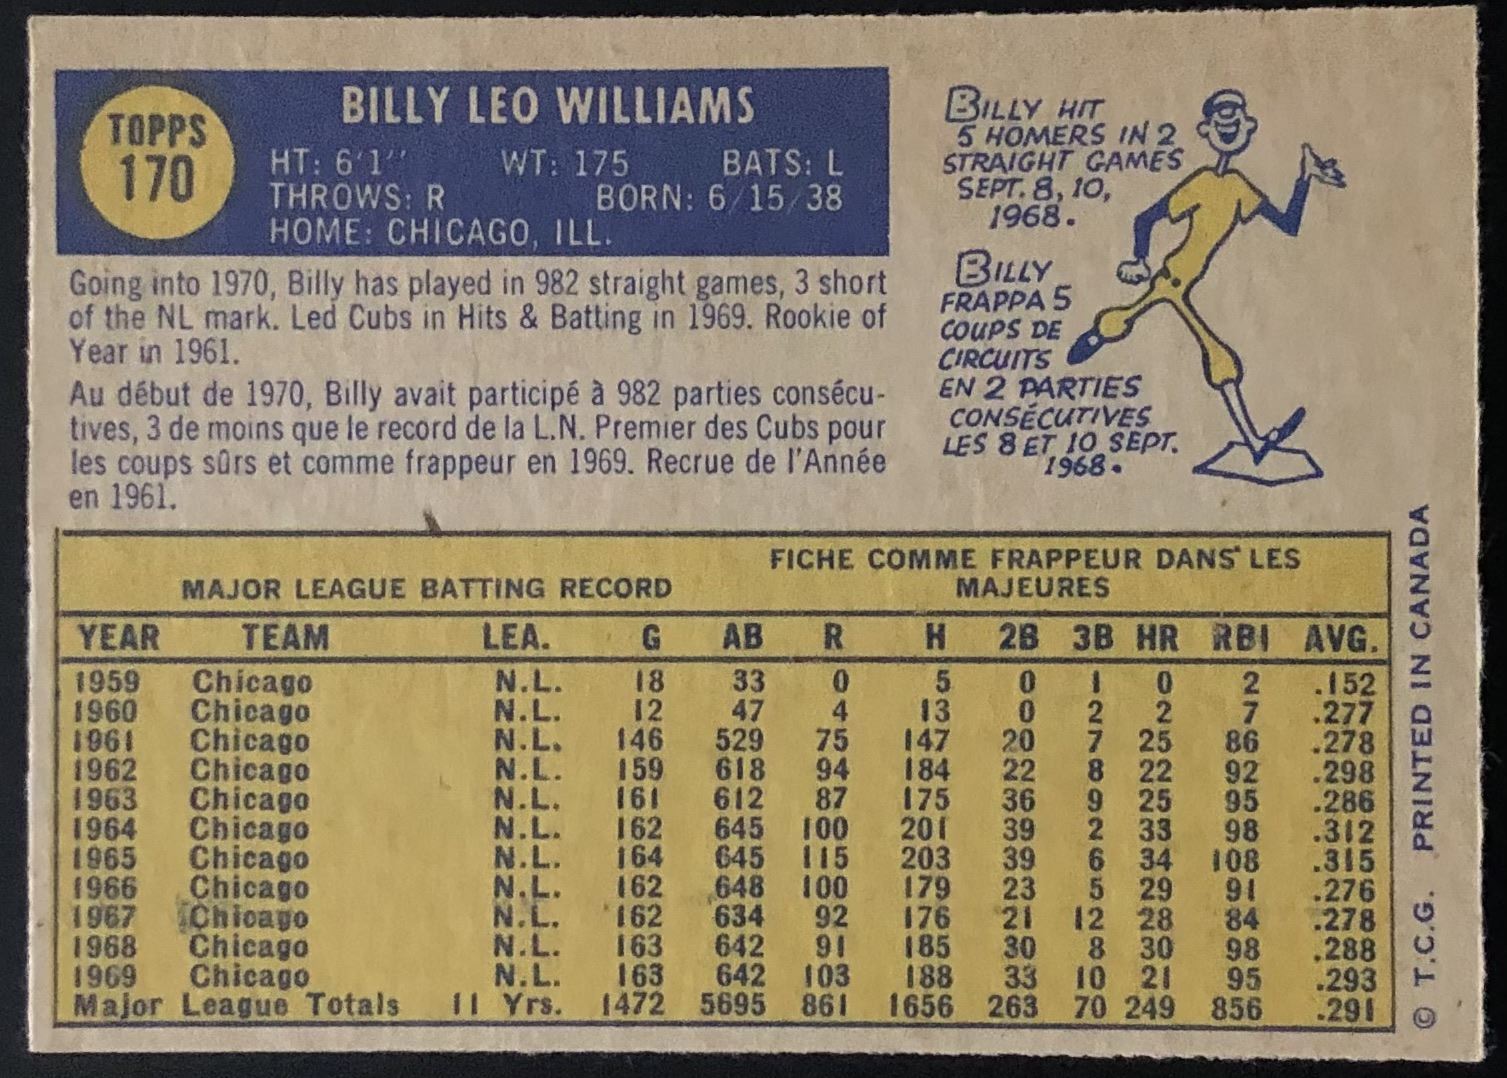 TOPPS
170
BILLY LEO WILLIAMS
HT: 6'1" WT: 175 BATS: L
THROWS: R BORN: 6/15/38
HOME: CHICAGO, ILL.
Going into 1970, Billy has played in 982 straight games, 3 short
of the NL mark. Led Cubs in Hits & Batting in 1969. Rookie of
Year in 1961.
Au début de 1970, Billy avait participé à 982 parties consécu-
tives, 3 de moins que le record de la L.N. Premier des Cubs pour
les coups sûrs et comme frappeur en 1969. Recrue de l'Année
en 1961.
BILLY HIT
5 HOMERS IN 2
STRAIGHT GAMES
SEPT. 8, 10,
1968.
BILLY
FRAPPA 5
COUPS DE
CIRCUITS
EN 2 PARTIES
CONSÉCUTIVES
LES 8 ET 10 SEPT.
1968.
MAJOR LEAGUE BATTING RECORD
FICHE COMME FRAPPEUR DANS LES
MAJEURES
YEAR TEAM LEA. G AB R H 2B 3B HR RBI AVG.
1959 Chicago N.L. 18 33 0 5 0 1 0 2 .152
1960 Chicago N.L. 12 47 4 13 0 2 2 7 .277
1961 Chicago N.L. 146 529 75 147 20 7 25 86 .278
1962 Chicago N.L. 159 618 94 184 22 8 22 92 .298
1963 Chicago N.L. 161 612 87 175 36 9 25 95 .286
1964 Chicago N.L. 162 645 100 201 39 2 33 98 .312
1965 Chicago N.L. 164 645 115 203 39 6 34 108 .315
1966 Chicago N.L. 162 648 100 179 23 5 29 91 .276
1967 Chicago N.L. 162 634 92 176 21 12 28 84 .278
1968 Chicago N.L. 163 642 91 185 30 8 30 98 .288
1969 Chicago N.L. 163 642 103 188 33 10 21 95 .293
Major League Totals 11 Yrs. 1472 5695 861 1656 263 70 249 856 .291
© T.C.G. PRINTED IN CANADA